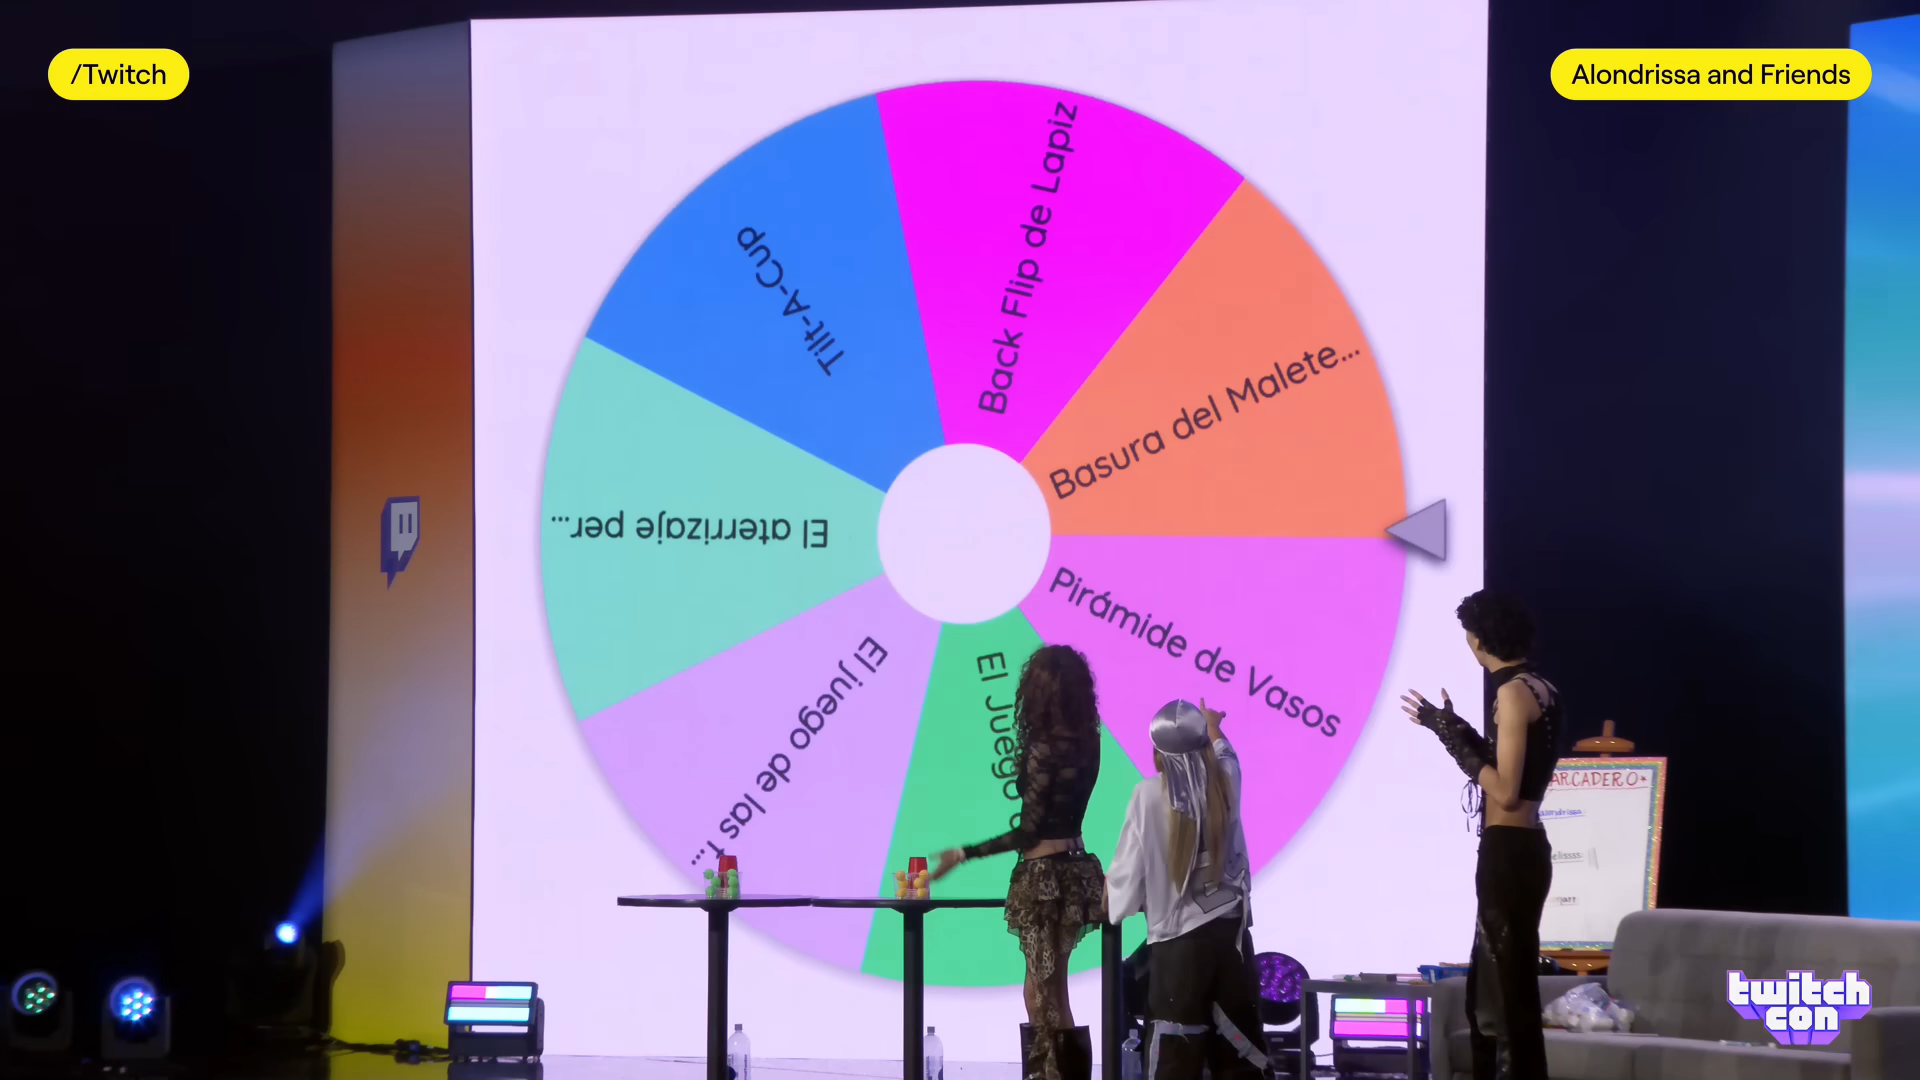 /Twitch
Alondrissa and Friends
Back Flip de Lapiz
Tilt-A-Cup
Basura del Malete...
El aterrizaje per...
Pirámide de Vasos
El juego de las
El Juego
ARCADERO
twitch
con